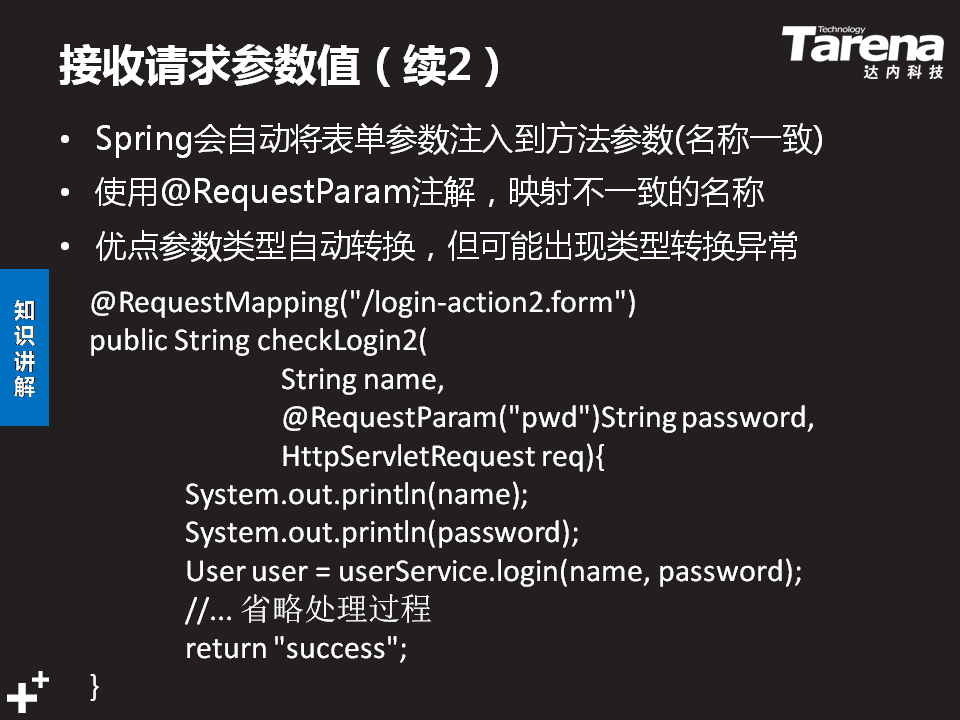 接收请求参数值（续2）
Technology
Tarena
达内科技
• Spring会自动将表单参数注入到方法参数(名称一致)
• 使用@RequestParam注解，映射不一致的名称
• 优点参数类型自动转换，但可能出现类型转换异常
知识讲解
@RequestMapping("/login-action2.form")
public String checkLogin2(
String name,
@RequestParam("pwd")String password,
HttpServletRequest req){
System.out.println(name);
System.out.println(password);
User user = userService.login(name, password);
//... 省略处理过程
return "success";
}